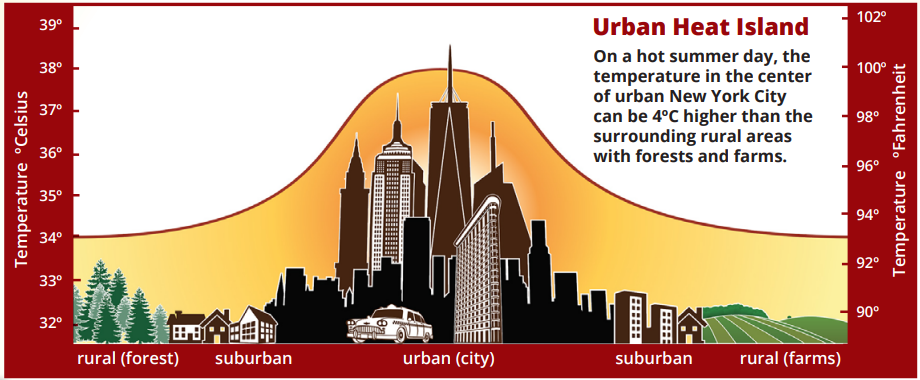 Urban Heat Island
On a hot summer day, the
temperature in the center
of urban New York City
can be 4ºC higher than the
surrounding rural areas
with forests and farms.
Temperature ºCelsius
39º
38º
37º
36º
35º
34º
33º
32º
102º
100º
98º
96º
94º
92º
90º
Temperature ºFahrenheit
rural (forest)
suburban
urban (city)
suburban
rural (farms)